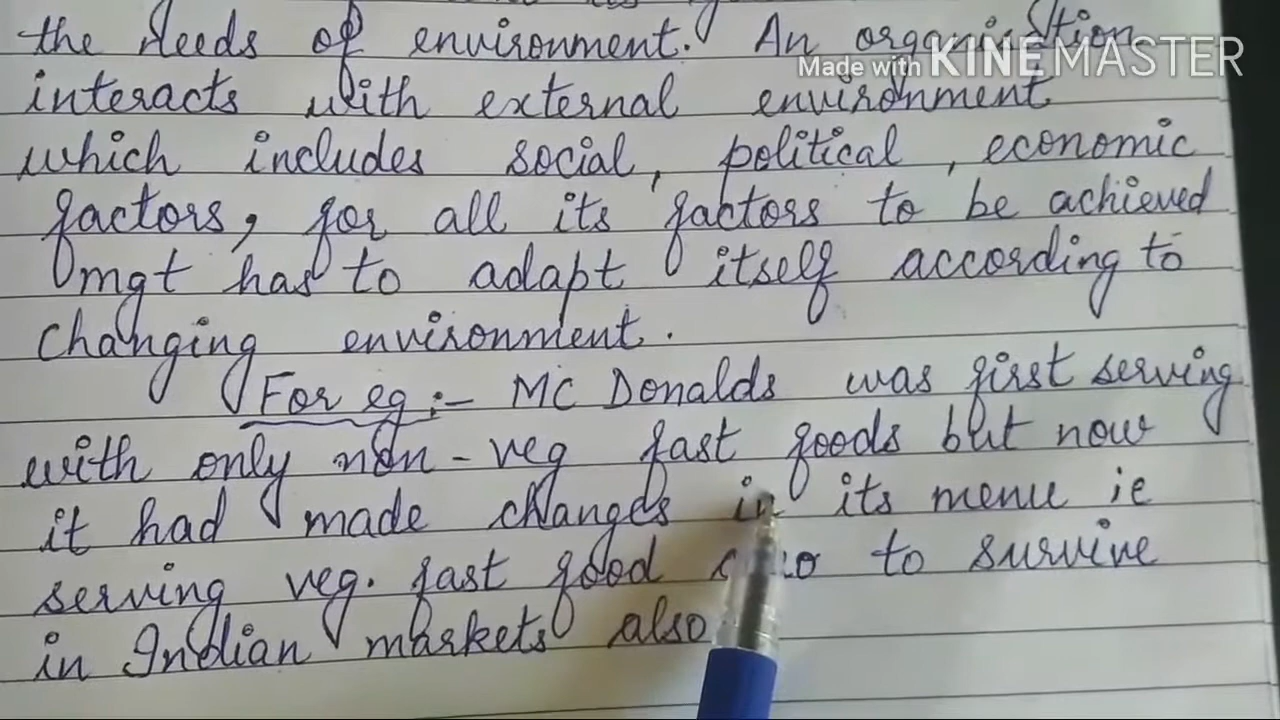 the needs of environment. An organisation
Made with KINEMASTER
interacts with external environment
which includes social, political, economic
factors, for all its factors to be achieved
mgt has to adapt itself according to
changing environment.
For eg :- MC Donalds was first serving
with only non-veg fast foods but now
it had made changes in its menu ie
serving veg. fast food to survive
in Indian markets also